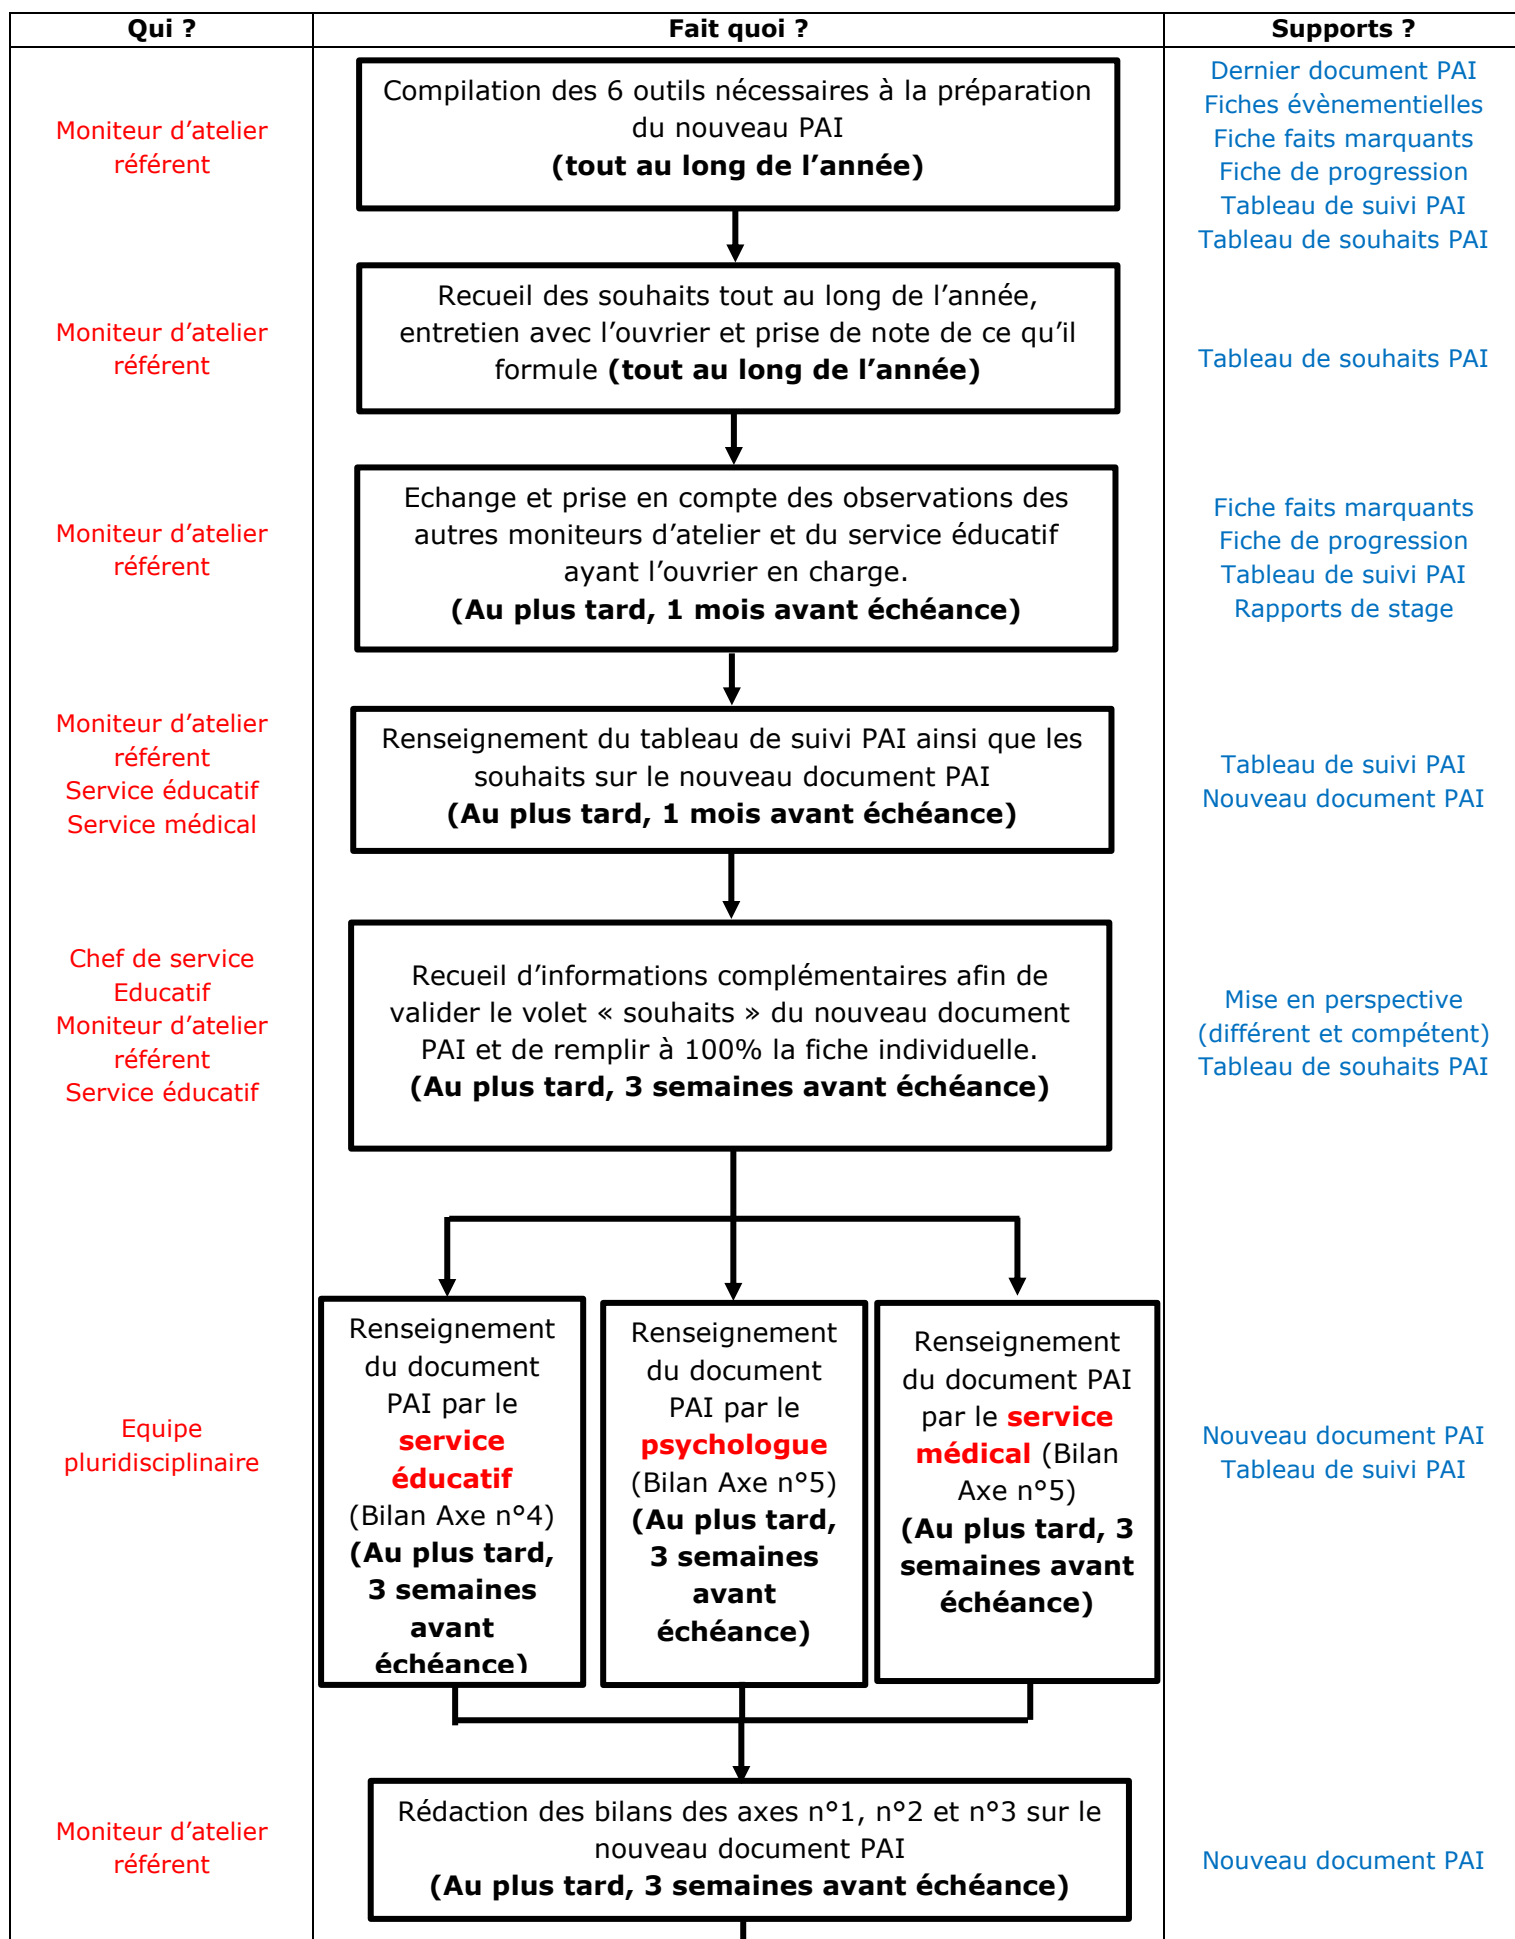 Qui ?
Fait quoi ?
Supports ?
Moniteur d’atelier
référent
Compilation des 6 outils nécessaires à la préparation
du nouveau PAI
(tout au long de l’année)
Dernier document PAI
Fiches évènementielles
Fiche faits marquants
Fiche de progression
Tableau de suivi PAI
Tableau de souhaits PAI
Moniteur d’atelier
référent
Recueil des souhaits tout au long de l’année,
entretien avec l’ouvrier et prise de note de ce qu’il
formule (tout au long de l’année)
Tableau de souhaits PAI
Moniteur d’atelier
référent
Echange et prise en compte des observations des
autres moniteurs d’atelier et du service éducatif
ayant l’ouvrier en charge.
(Au plus tard, 1 mois avant échéance)
Fiche faits marquants
Fiche de progression
Tableau de suivi PAI
Rapports de stage
Moniteur d’atelier
référent
Service éducatif
Service médical
Renseignement du tableau de suivi PAI ainsi que les
souhaits sur le nouveau document PAI
(Au plus tard, 1 mois avant échéance)
Tableau de suivi PAI
Nouveau document PAI
Chef de service
Educatif
Moniteur d’atelier
référent
Service éducatif
Recueil d’informations complémentaires afin de
valider le volet « souhaits » du nouveau document
PAI et de remplir à 100% la fiche individuelle.
(Au plus tard, 3 semaines avant échéance)
Mise en perspective
(différent et compétent)
Tableau de souhaits PAI
Equipe
pluridisciplinaire
Renseignement
du document
PAI par le
service
éducatif
(Bilan Axe n°4)
(Au plus tard,
3 semaines
avant
échéance)
Renseignement
du document
PAI par le
psychologue
(Bilan Axe n°5)
(Au plus tard,
3 semaines
avant
échéance)
Renseignement
du document PAI
par le service
médical (Bilan
Axe n°5)
(Au plus tard, 3
semaines avant
échéance)
Nouveau document PAI
Tableau de suivi PAI
Moniteur d’atelier
référent
Rédaction des bilans des axes n°1, n°2 et n°3 sur le
nouveau document PAI
(Au plus tard, 3 semaines avant échéance)
Nouveau document PAI